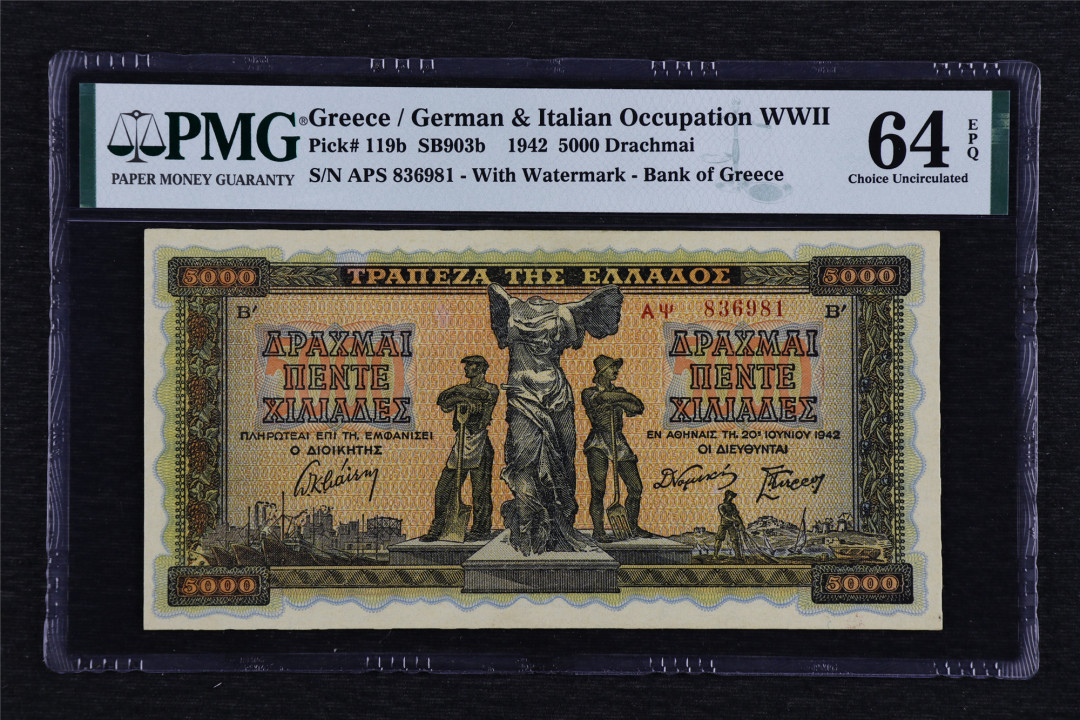 PMG®
PAPER MONEY GUARANTY
Greece / German & Italian Occupation WWII
Pick# 119b SB903b 1942 5000 Drachmai
S/N APS 836981 - With Watermark - Bank of Greece
64 EPQ
Choice Uncirculated
5000 ΤΡΑΠΕΖΑ ΤΗΣ ΕΛΛΑΔΟΣ 5000
Β' ΑΨ 836981 Β'
ΔΡΑΧΜΑΙ ΔΡΑΧΜΑΙ
ΠΕΝΤΕ ΠΕΝΤΕ
ΧΙΛΙΑΔΕΣ ΧΙΛΙΑΔΕΣ
ΠΛΗΡΩΤΕΑΙ ΕΠΙ ΤΗ, ΕΜΦΑΝΙΣΕΙ ΕΝ ΑΘΗΝΑΙΣ ΤΗ, 20ῌ ΙΟΥΝΙΟΥ 1942
Ο ΔΙΟΙΚΗΤΗΣ ΟΙ ΔΙΕΥΘΥΝΤΑΙ
5000 5000